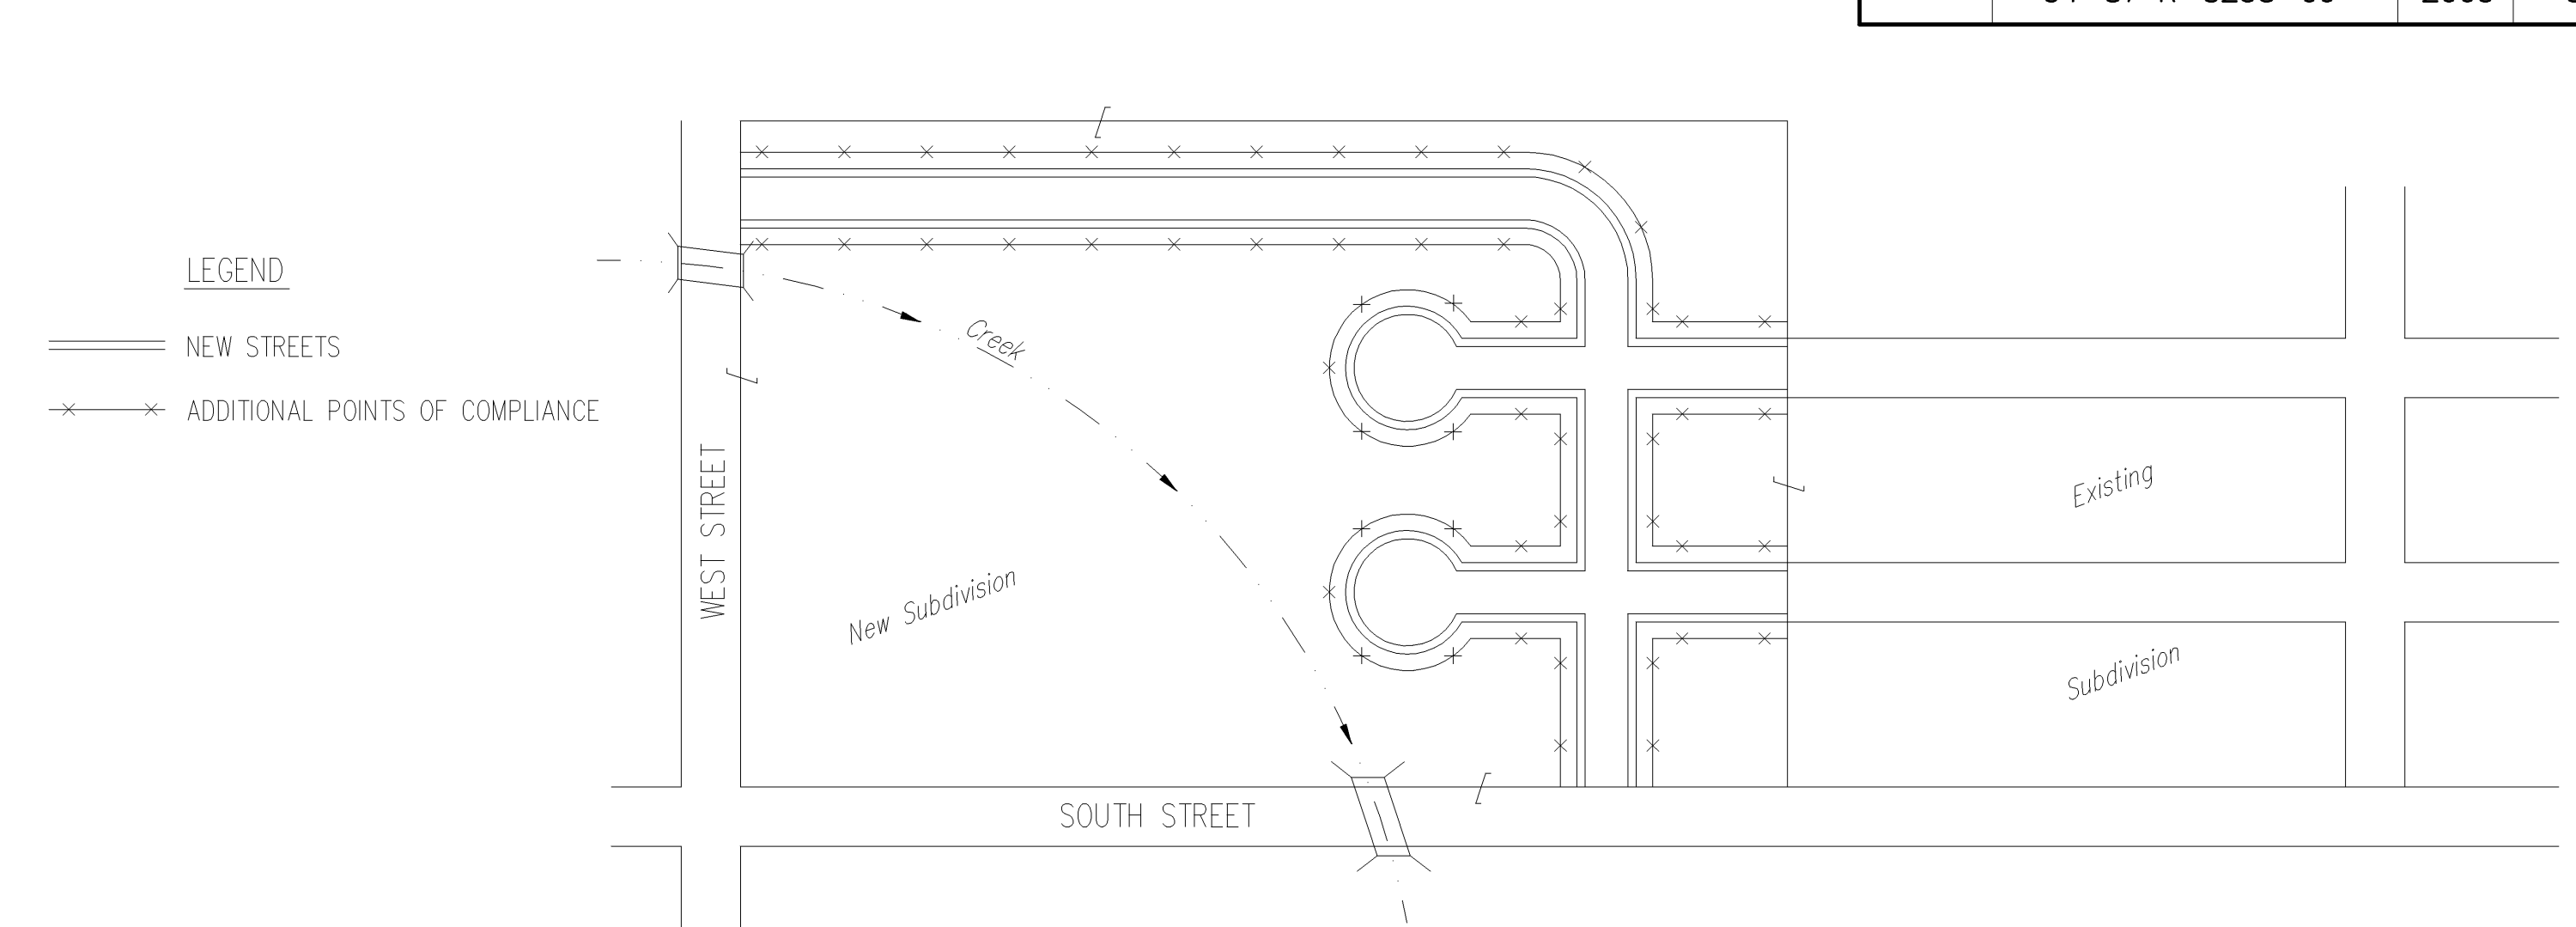 LEGEND
NEW STREETS
ADDITIONAL POINTS OF COMPLIANCE
Creek
WEST STREET
New Subdivision
Existing
Subdivision
SOUTH STREET